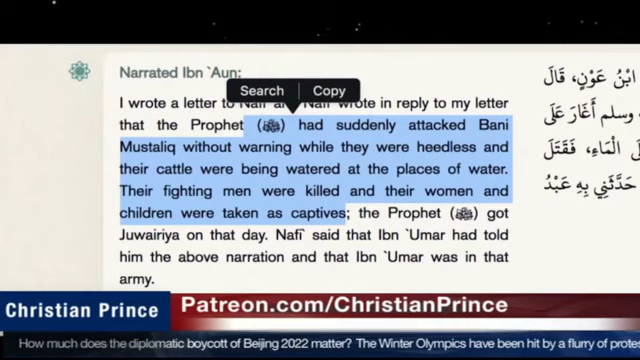 Narrated Ibn `Aun:
Search
Copy
I wrote a letter to Nafi and Nafi wrote in reply to my letter
that the Prophet (ﷺ) had suddenly attacked Bani
Mustaliq without warning while they were heedless and
their cattle were being watered at the places of water.
Their fighting men were killed and their women and
children were taken as captives; the Prophet (ﷺ) got
Juwairiya on that day. Nafi` said that Ibn `Umar had told
him the above narration and that Ibn `Umar was in that
army.
ابْنُ عَوْنٍ، قَالَ
وسلم أَغَارَ عَلَى
الْمَاءِ، فَقَتَلَ
حَدَّثَنِي بِهِ عَبْدُ
Christian Prince
Patreon.com/ChristianPrince
How much does the diplomatic boycott of Beijing 2022 matter? The Winter Olympics have been hit by a flurry of prote